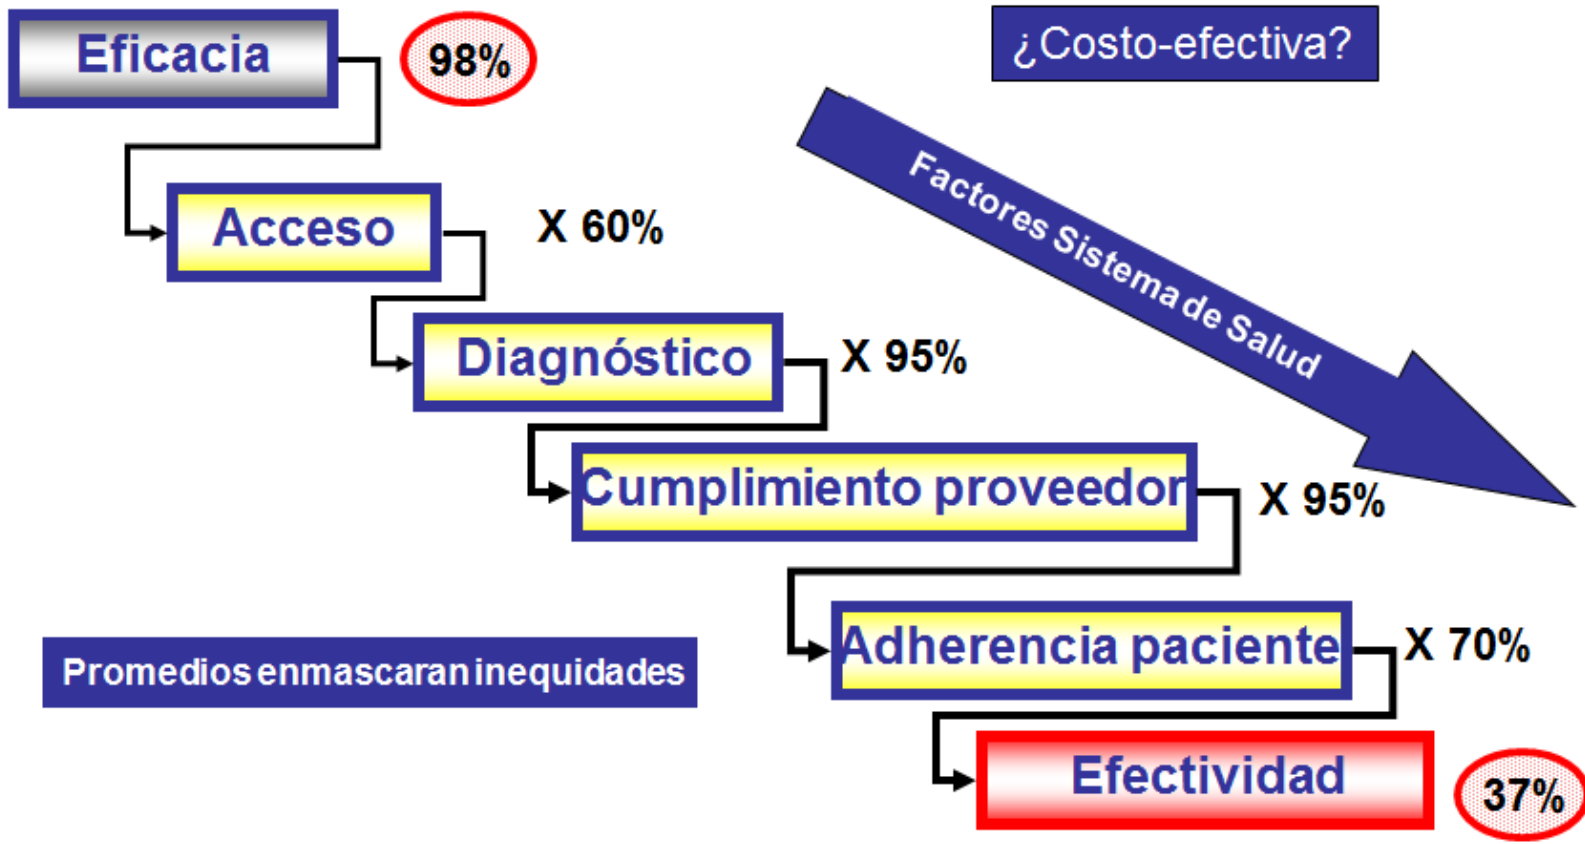 Eficacia
98%
¿Costo-efectiva?
Factores Sistema de Salud
Acceso
X 60%
Diagnóstico
X 95%
Cumplimiento proveedor
X 95%
Adherencia paciente
X 70%
Promedios enmascaran inequidades
Efectividad
37%